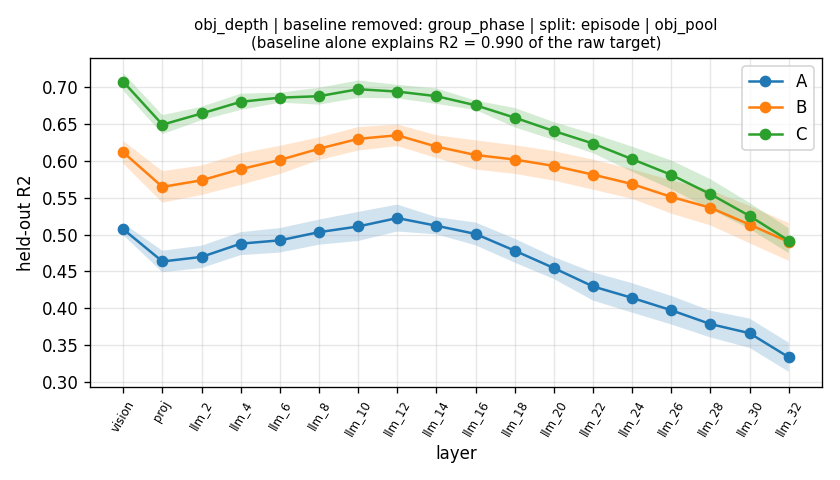 obj_depth | baseline removed: group_phase | split: episode | obj_pool
(baseline alone explains R2 = 0.990 of the raw target)
A
B
C
held-out R2
0.70
0.65
0.60
0.55
0.50
0.45
0.40
0.35
0.30
vision
proj
llm_2
llm_4
llm_6
llm_8
llm_10
llm_12
llm_14
llm_16
llm_18
llm_20
llm_22
llm_24
llm_26
llm_28
llm_30
llm_32
layer